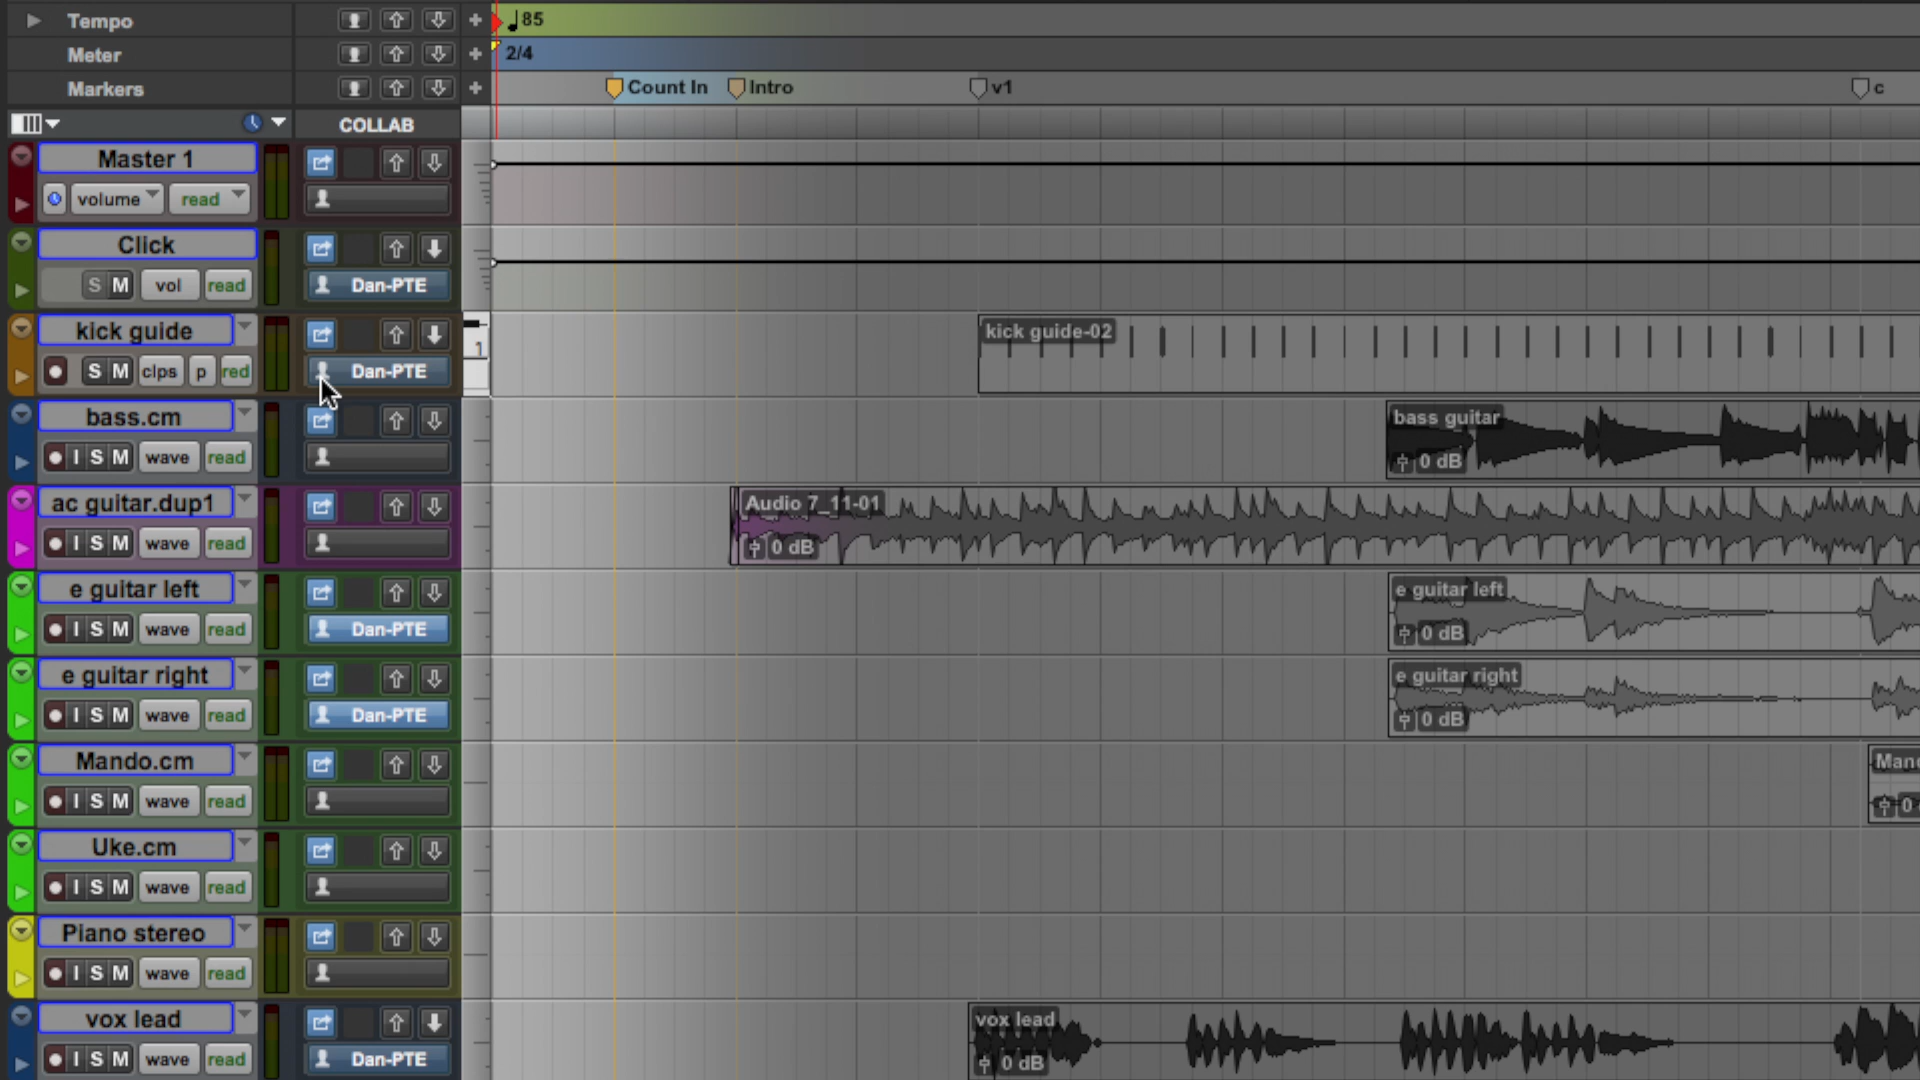 Tempo
85
Meter
2/4
Markers
Count In
Intro
v1
c
COLLAB
Master 1
volume
read
Click
S M vol read
Dan-PTE
kick guide
S M clps p red
Dan-PTE
1
kick guide-02
bass.cm
I S M wave read
bass guitar
0 dB
ac guitar.dup1
I S M wave read
Audio 7_11-01
0 dB
e guitar left
I S M wave read
Dan-PTE
e guitar left
0 dB
e guitar right
I S M wave read
Dan-PTE
e guitar right
0 dB
Mando.cm
I S M wave read
Mand
0
Uke.cm
I S M wave read
Piano stereo
I S M wave read
vox lead
I S M wave read
Dan-PTE
vox lead
0 dB